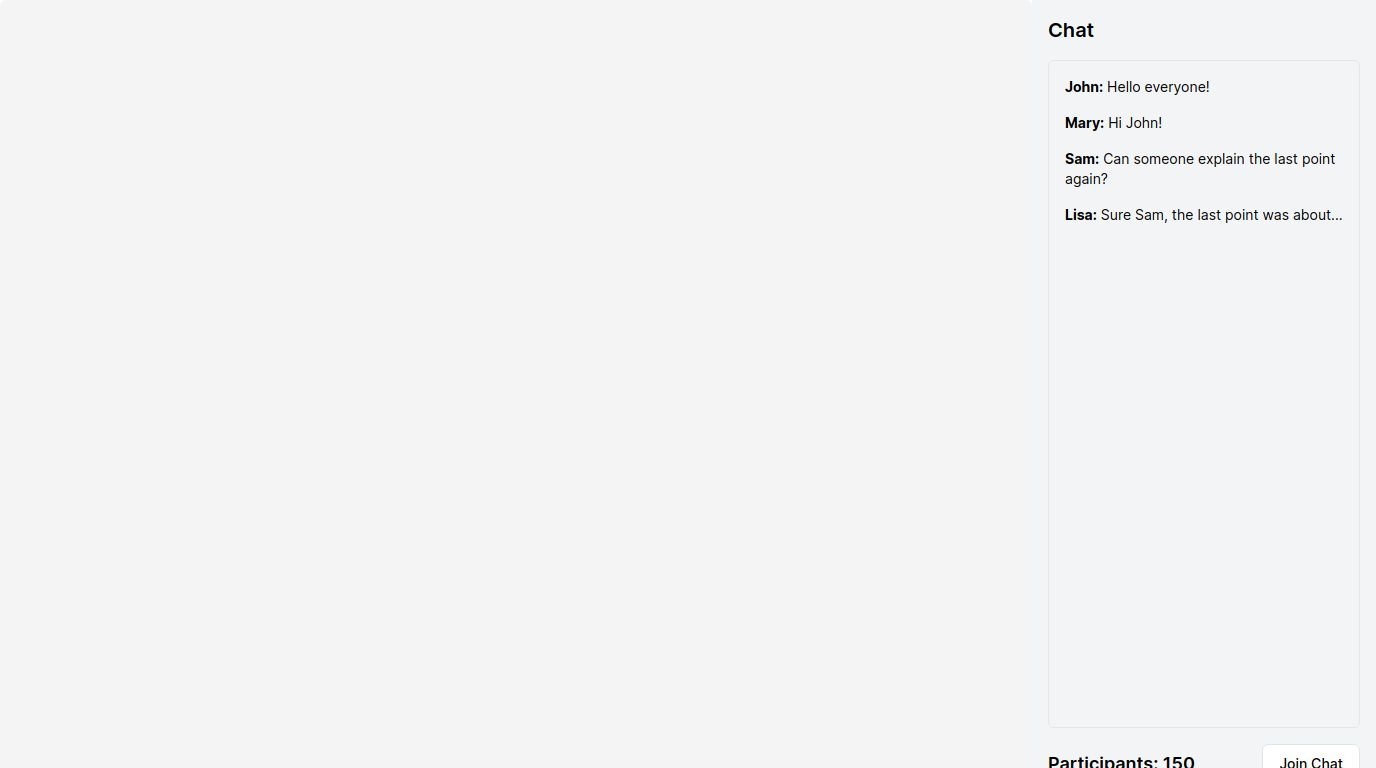 Chat
John: Hello everyone!
Mary: Hi John!
Sam: Can someone explain the last point
again?
Lisa: Sure Sam, the last point was about...
Participants: 150
Join Chat